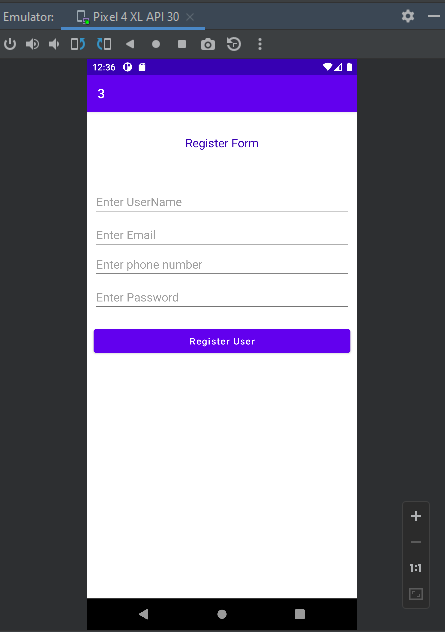 Emulator: Pixel 4 XL API 30
12:36
3
Register Form
Enter UserName
Enter Email
Enter phone number
Enter Password
Register User
1:1